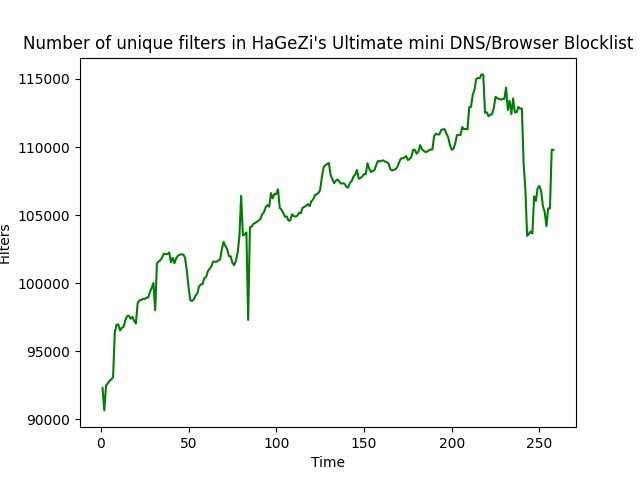 Number of unique filters in HaGeZi's Ultimate mini DNS/Browser Blocklist
115000
110000
105000
100000
95000
90000
Filters
0 50 100 150 200 250
Time